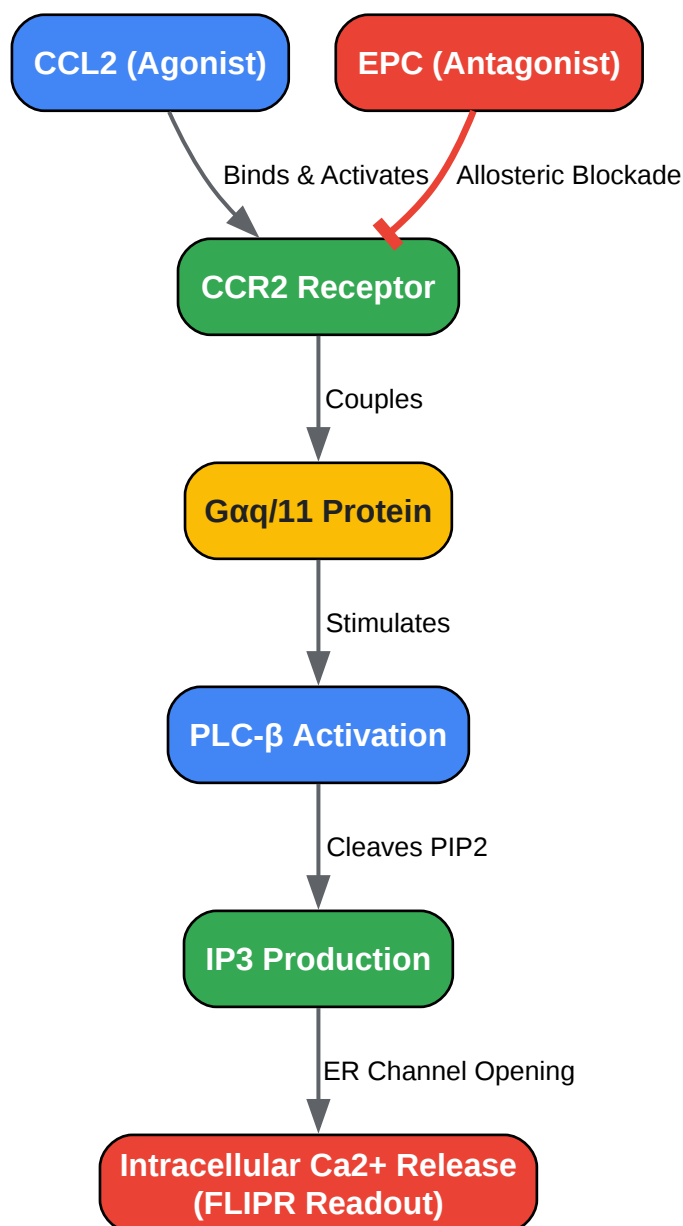 CCL2 (Agonist)
EPC (Antagonist)
Binds & Activates
Allosteric Blockade
CCR2 Receptor
Couples
Gαq/11 Protein
Stimulates
PLC-β Activation
Cleaves PIP2
IP3 Production
ER Channel Opening
Intracellular Ca2+ Release
(FLIPR Readout)